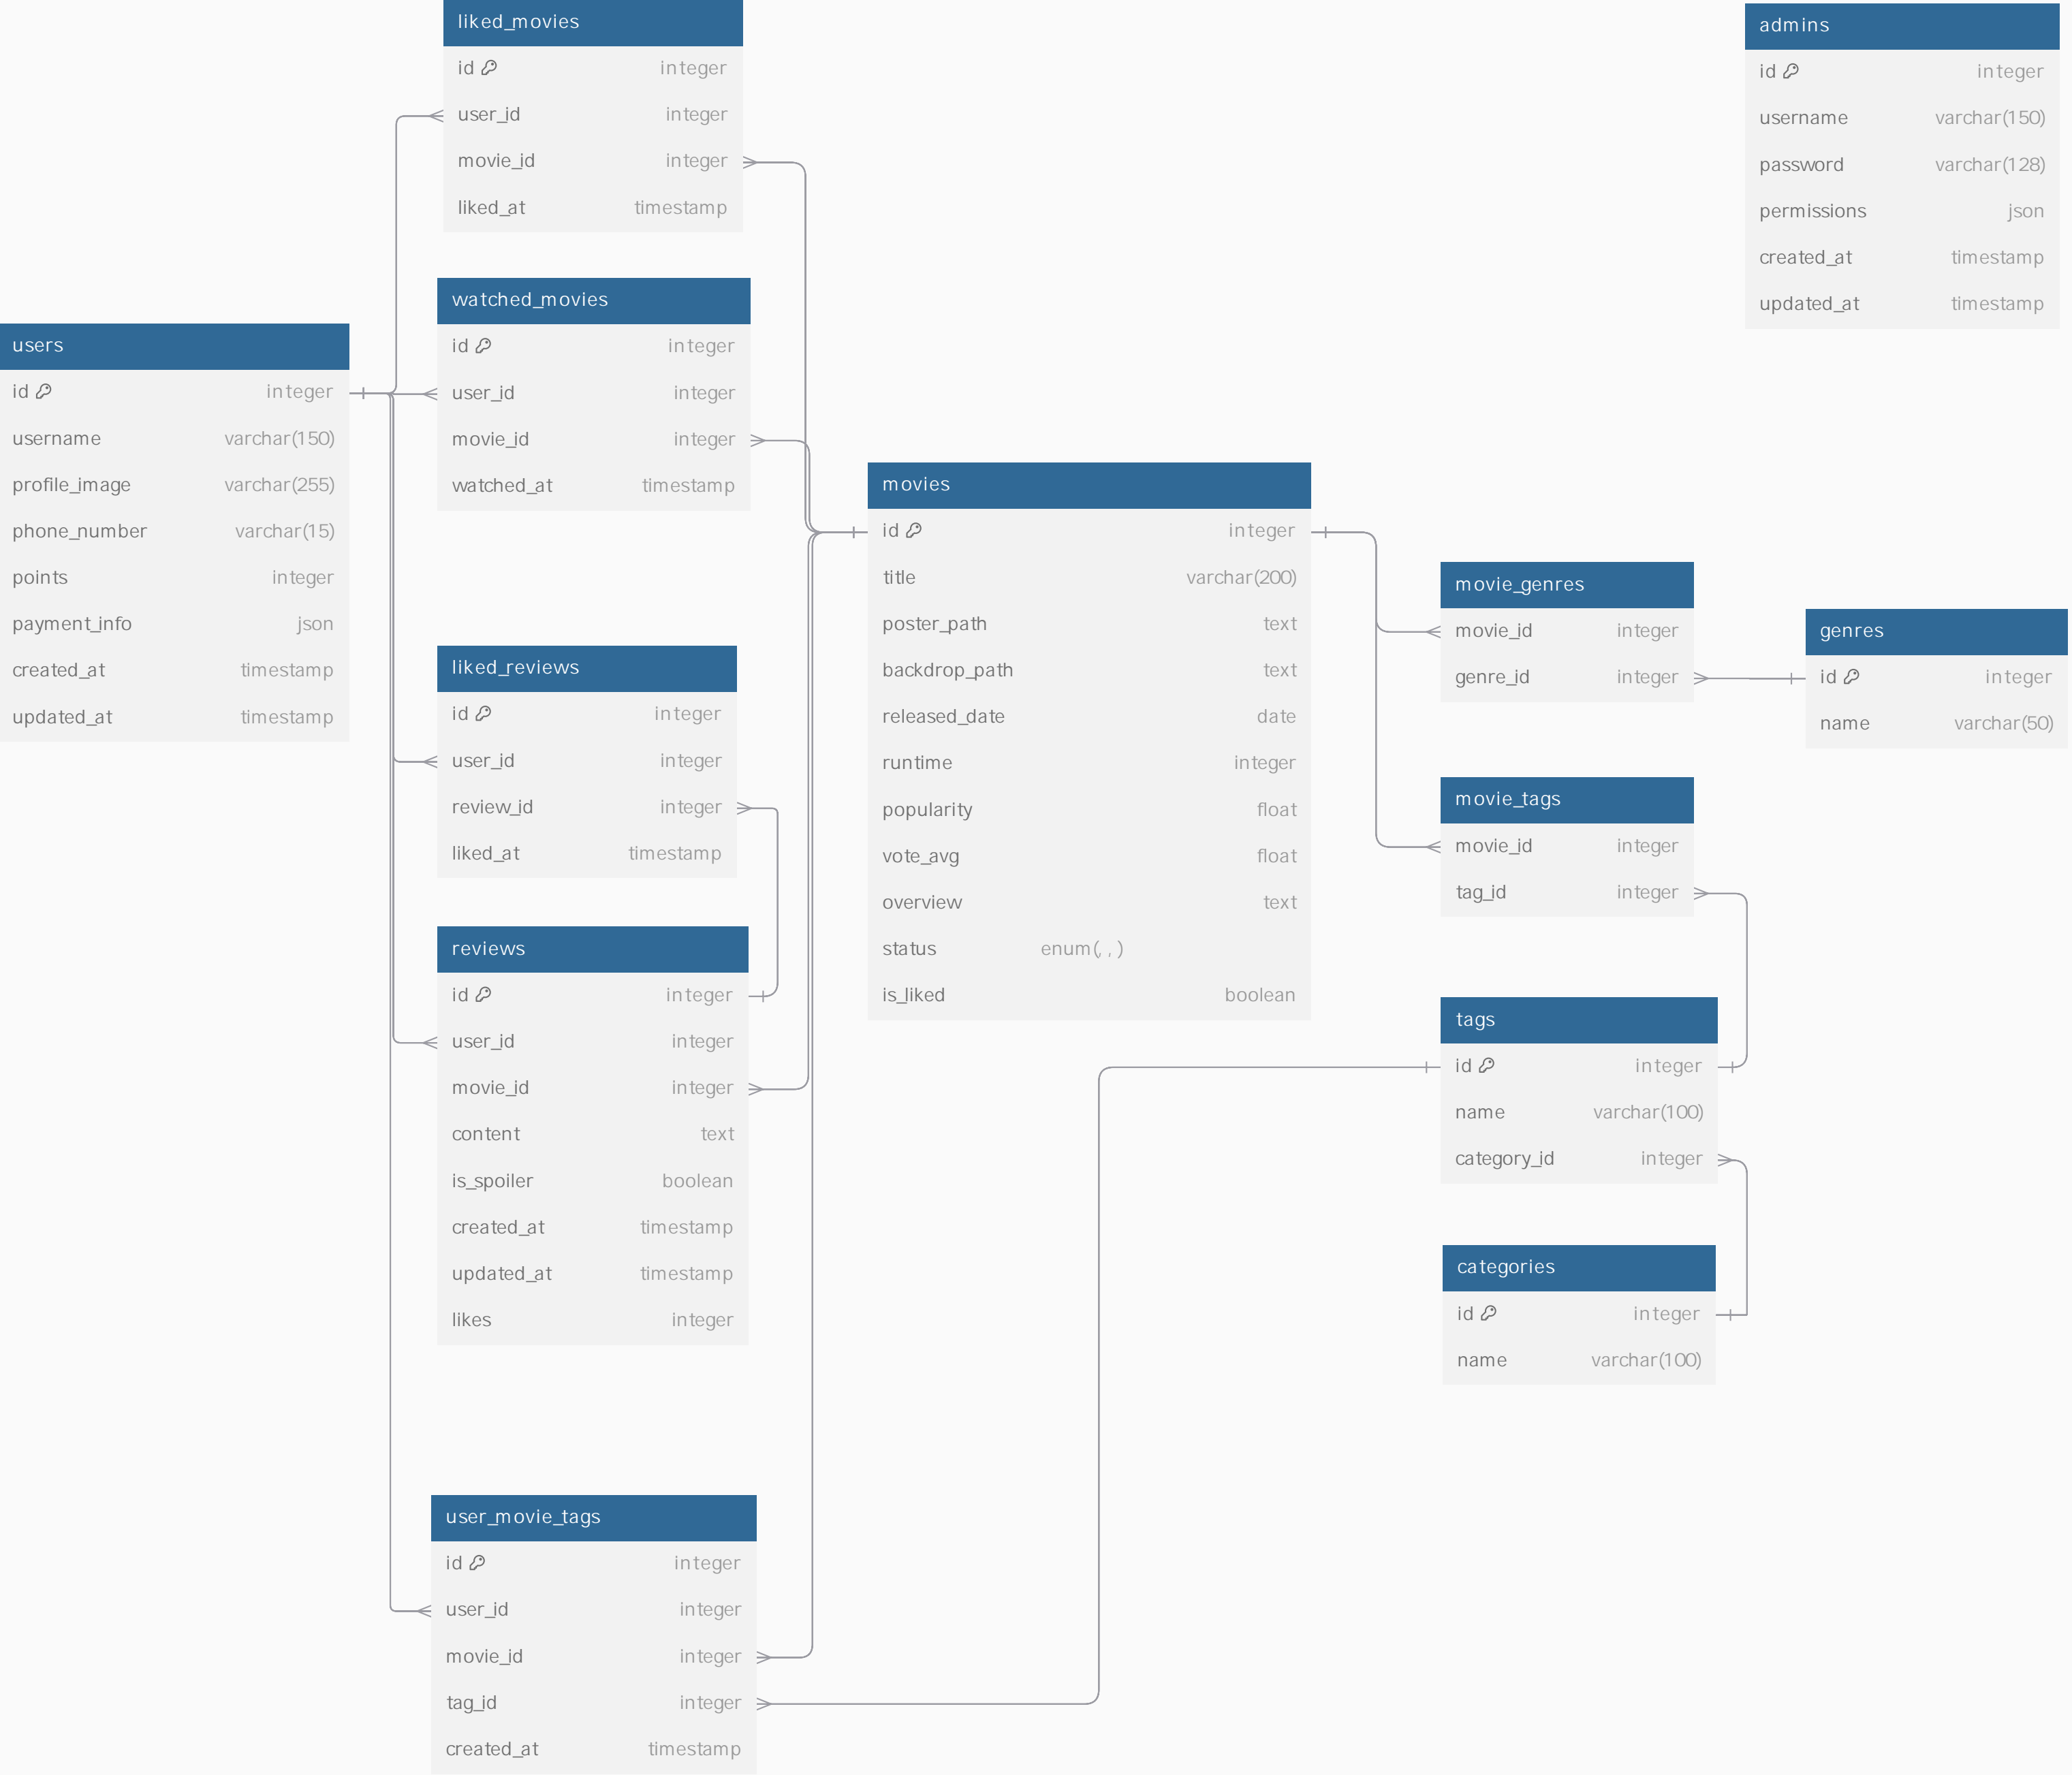 liked_movies
id integer
user_id integer
movie_id integer
liked_at timestamp
admins
id integer
username varchar(150)
password varchar(128)
permissions json
created_at timestamp
updated_at timestamp
watched_movies
id integer
user_id integer
movie_id integer
watched_at timestamp
users
id integer
username varchar(150)
profile_image varchar(255)
phone_number varchar(15)
points integer
payment_info json
created_at timestamp
updated_at timestamp
movies
id integer
title varchar(200)
poster_path text
backdrop_path text
released_date date
runtime integer
popularity float
vote_avg float
overview text
status enum(, , )
is_liked boolean
movie_genres
movie_id integer
genre_id integer
genres
id integer
name varchar(50)
liked_reviews
id integer
user_id integer
review_id integer
liked_at timestamp
movie_tags
movie_id integer
tag_id integer
reviews
id integer
user_id integer
movie_id integer
content text
is_spoiler boolean
created_at timestamp
updated_at timestamp
likes integer
tags
id integer
name varchar(100)
category_id integer
categories
id integer
name varchar(100)
user_movie_tags
id integer
user_id integer
movie_id integer
tag_id integer
created_at timestamp